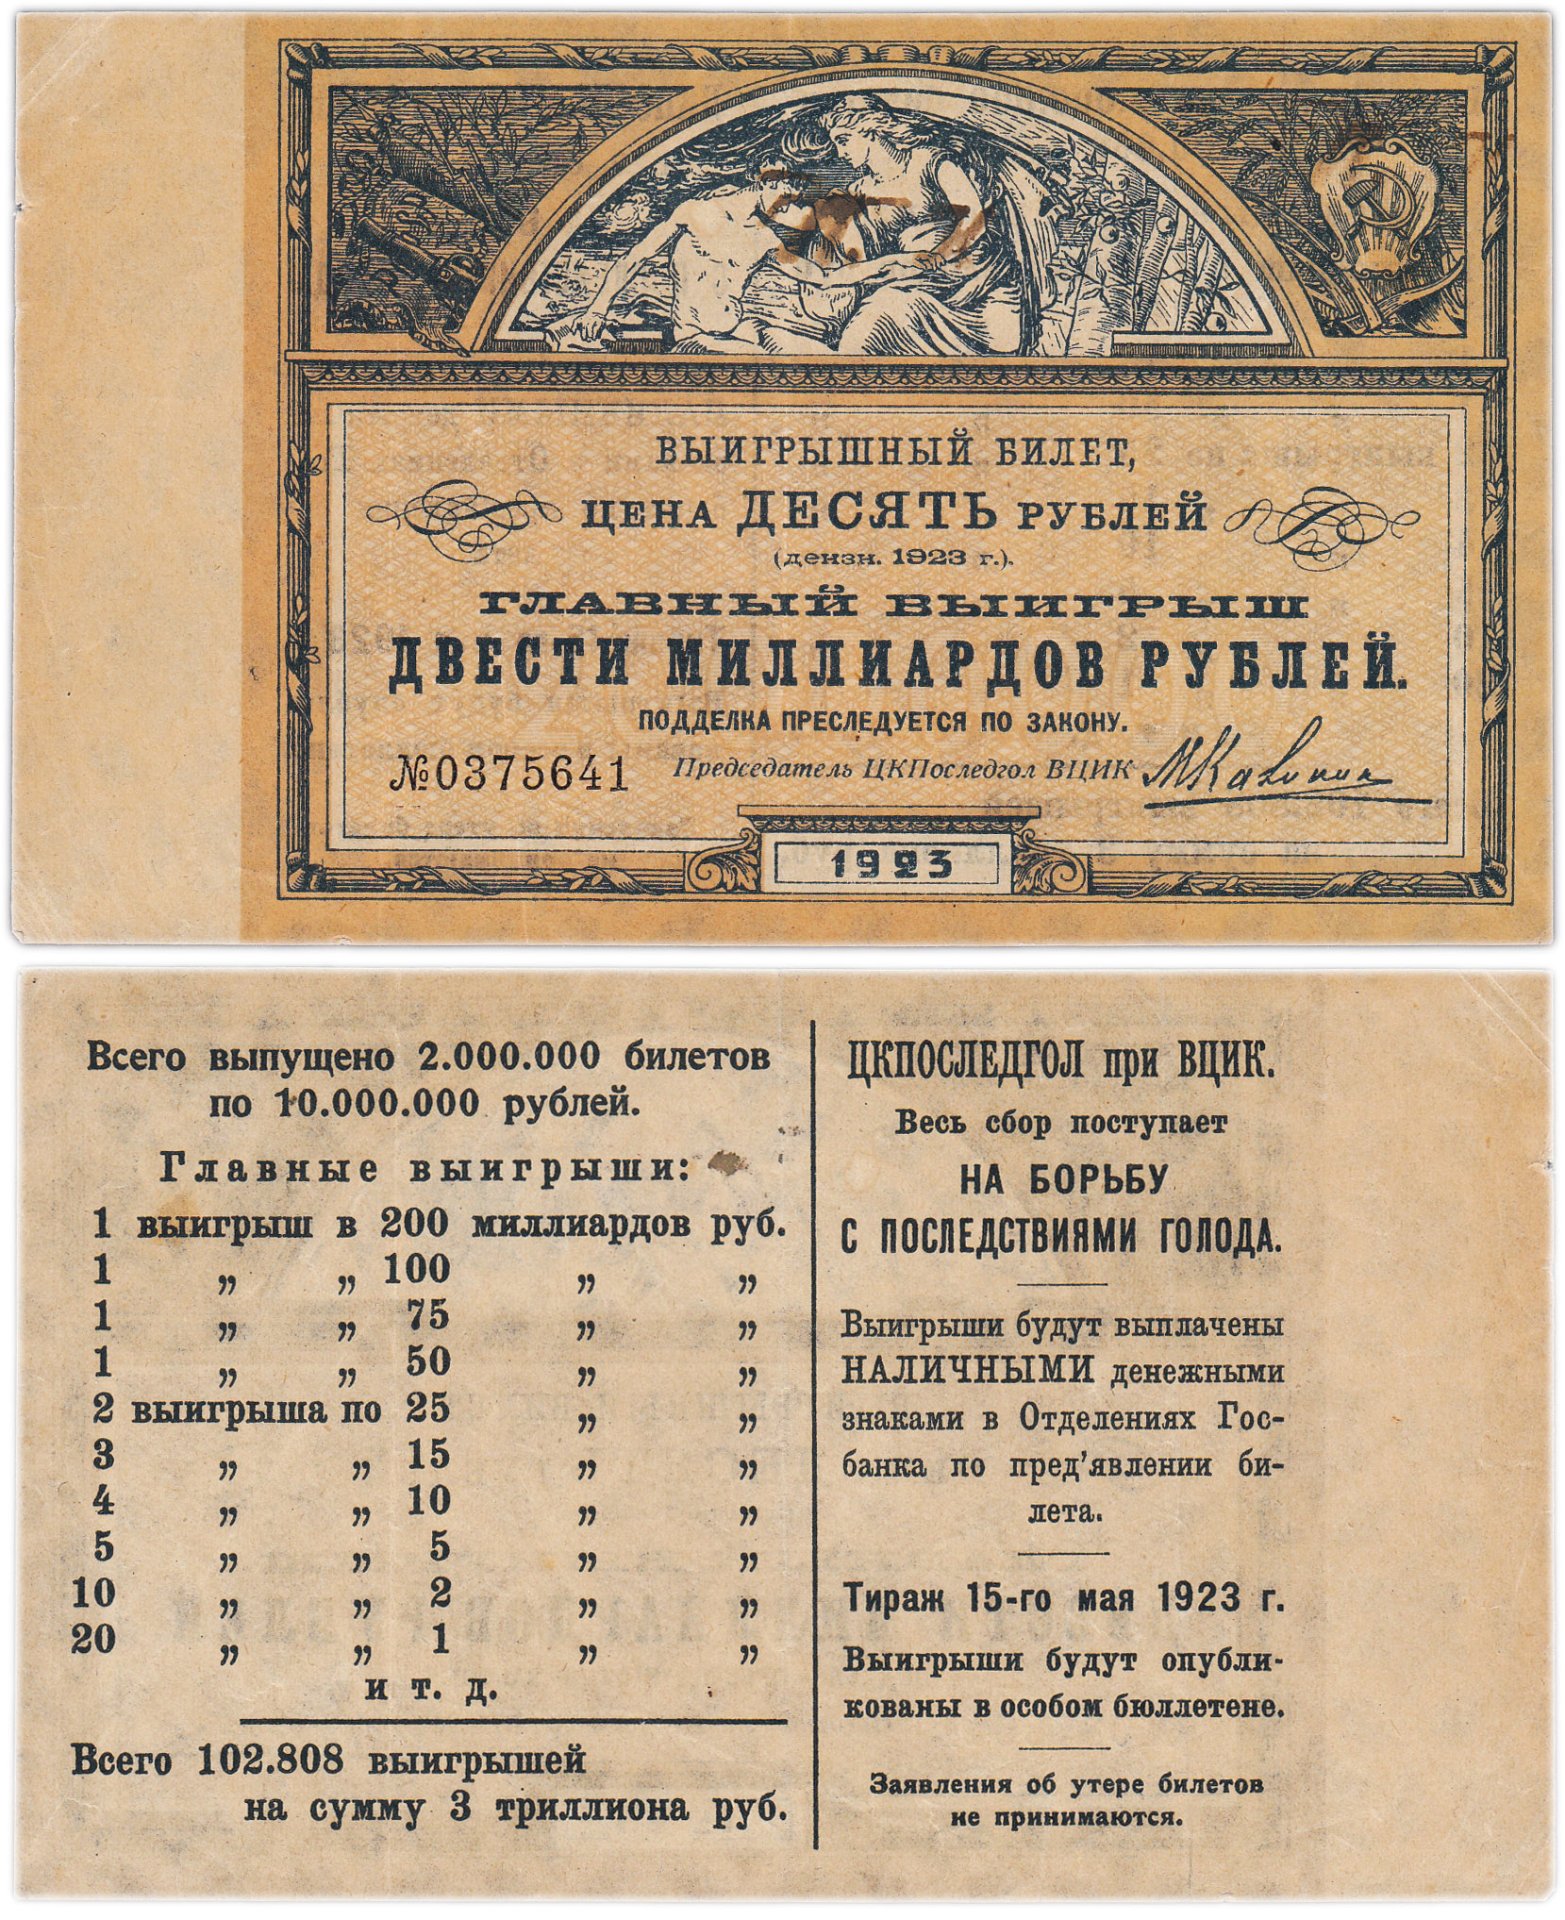 ВЫИГРЫШНЫЙ БИЛЕТ,
ЦЕНА ДЕСЯТЬ РУБЛЕЙ
(дензн. 1923 г.).
ГЛАВНЫЙ ВЫИГРЫШ
ДВЕСТИ МИЛЛИАРДОВ РУБЛЕЙ.
ПОДДЕЛКА ПРЕСЛЕДУЕТСЯ ПО ЗАКОНУ.
№0375641 Председатель ЦКПоследгол ВЦИК МКалинин
1923
Всего выпущено 2.000.000 билетов
по 10.000.000 рублей.
Главные выигрыши:
1 выигрыш в 200 миллиардов руб.
1 „ „ 100 „ „
1 „ „ 75 „ „
1 „ „ 50 „ „
2 выигрыша по 25 „ „
3 „ „ 15 „ „
4 „ „ 10 „ „
5 „ „ 5 „ „
10 „ „ 2 „ „
20 „ „ 1 „ „
и т. д.
Всего 102.808 выигрышей
на сумму 3 триллиона руб.
ЦКПОСЛЕДГОЛ при ВЦИК.
Весь сбор поступает
НА БОРЬБУ
С ПОСЛЕДСТВИЯМИ ГОЛОДА.
Выигрыши будут выплачены
НАЛИЧНЫМИ денежными
знаками в Отделениях Гос-
банка по пред'явлении би-
лета.
Тираж 15-го мая 1923 г.
Выигрыши будут опубли-
кованы в особом бюллетене.
Заявления об утере билетов
не принимаются.